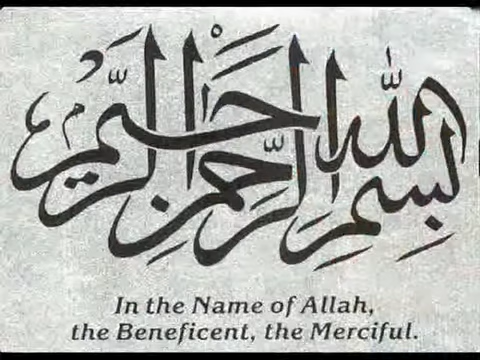 بسم الله الرحمن الرحيم
In the Name of Allah,
the Beneficent, the Merciful.